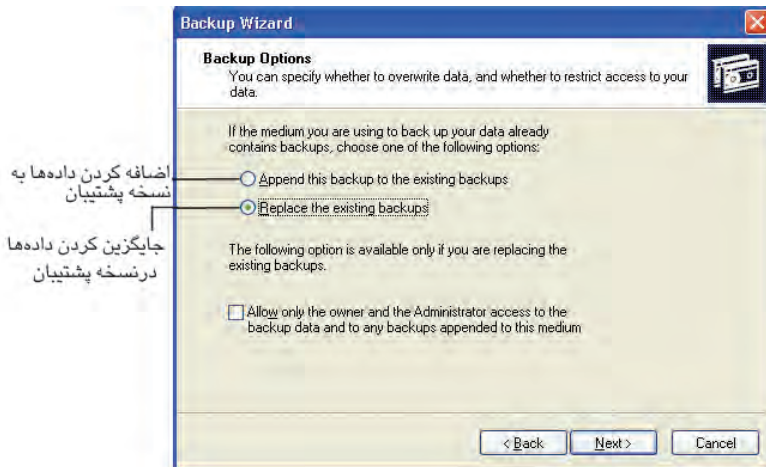 Backup Wizard
Backup Options
You can specify whether to overwrite data, and whether to restrict access to your
data.
If the medium you are using to back up your data already
contains backups, choose one of the following options:
اضافه کردن داده‌ها به
نسخه پشتیبان
Append this backup to the existing backups
Replace the existing backups
جایگزین کردن داده‌ها
درنسخه پشتیبان
The following option is available only if you are replacing the
existing backups.
Allow only the owner and the Administrator access to the
backup data and to any backups appended to this medium
< Back
Next >
Cancel